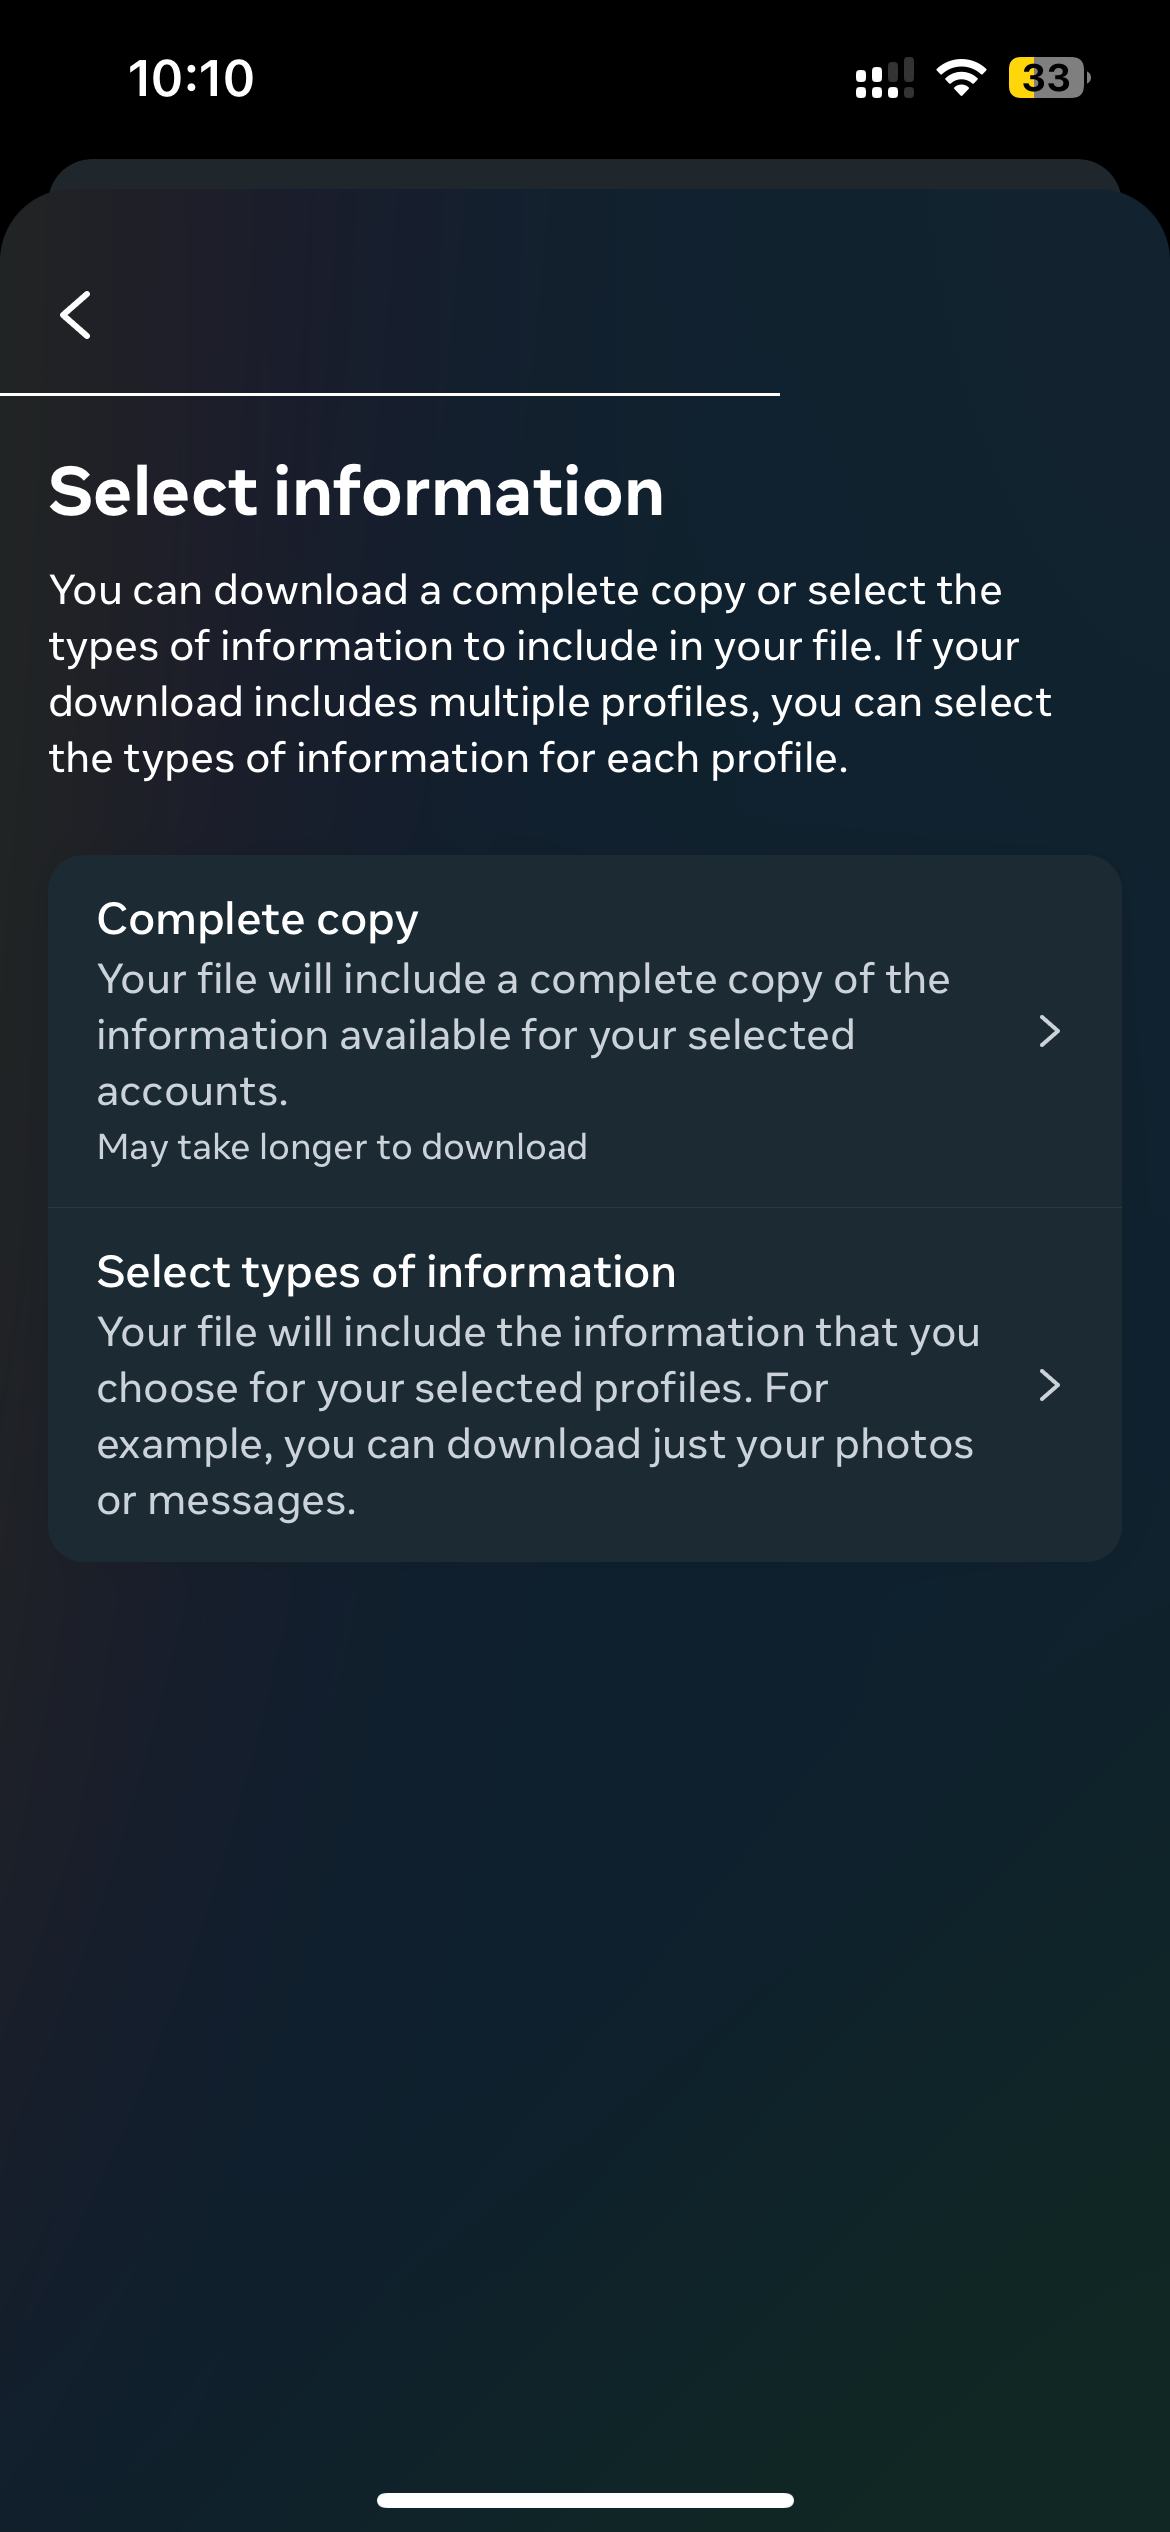 10:10
33
Select information
You can download a complete copy or select the
types of information to include in your file. If your
download includes multiple profiles, you can select
the types of information for each profile.
Complete copy
Your file will include a complete copy of the
information available for your selected
accounts.
May take longer to download
Select types of information
Your file will include the information that you
choose for your selected profiles. For
example, you can download just your photos
or messages.